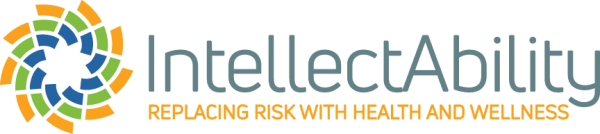 IntellectAbility
REPLACING RISK WITH HEALTH AND WELLNESS